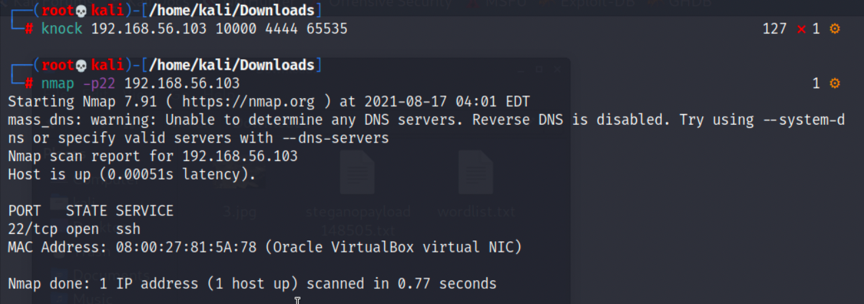 (root💀kali)-[/home/kali/Downloads]
# knock 192.168.56.103 10000 4444 65535 127 ⨯ 1 ⚙
(root💀kali)-[/home/kali/Downloads]
# nmap -p22 192.168.56.103 1 ⚙
Starting Nmap 7.91 ( https://nmap.org ) at 2021-08-17 04:01 EDT
mass_dns: warning: Unable to determine any DNS servers. Reverse DNS is disabled. Try using --system-d
ns or specify valid servers with --dns-servers
Nmap scan report for 192.168.56.103
Host is up (0.00051s latency).
PORT STATE SERVICE
22/tcp open ssh
MAC Address: 08:00:27:81:5A:78 (Oracle VirtualBox virtual NIC)
Nmap done: 1 IP address (1 host up) scanned in 0.77 seconds